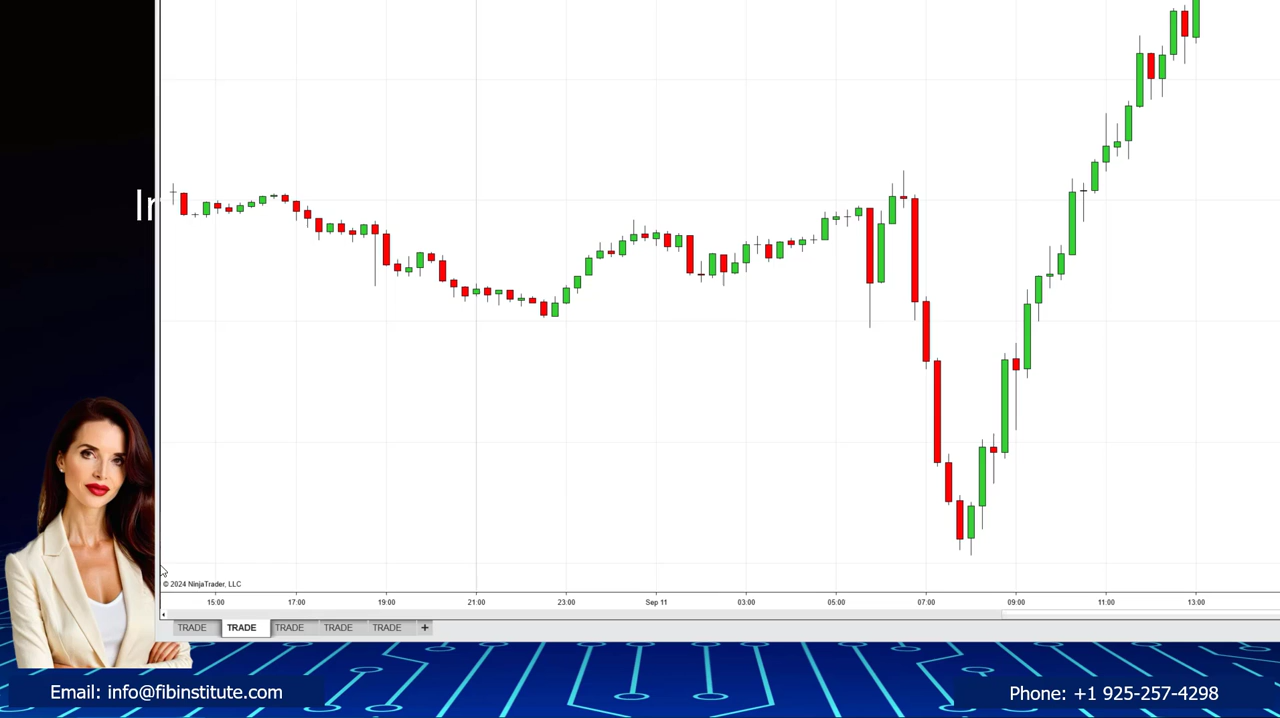 In
© 2024 NinjaTrader, LLC
15:00 17:00 19:00 21:00 23:00 Sep 11 03:00 05:00 07:00 09:00 11:00 13:00
TRADE TRADE TRADE TRADE TRADE +
Email: info@fibinstitute.com
Phone: +1 925-257-4298